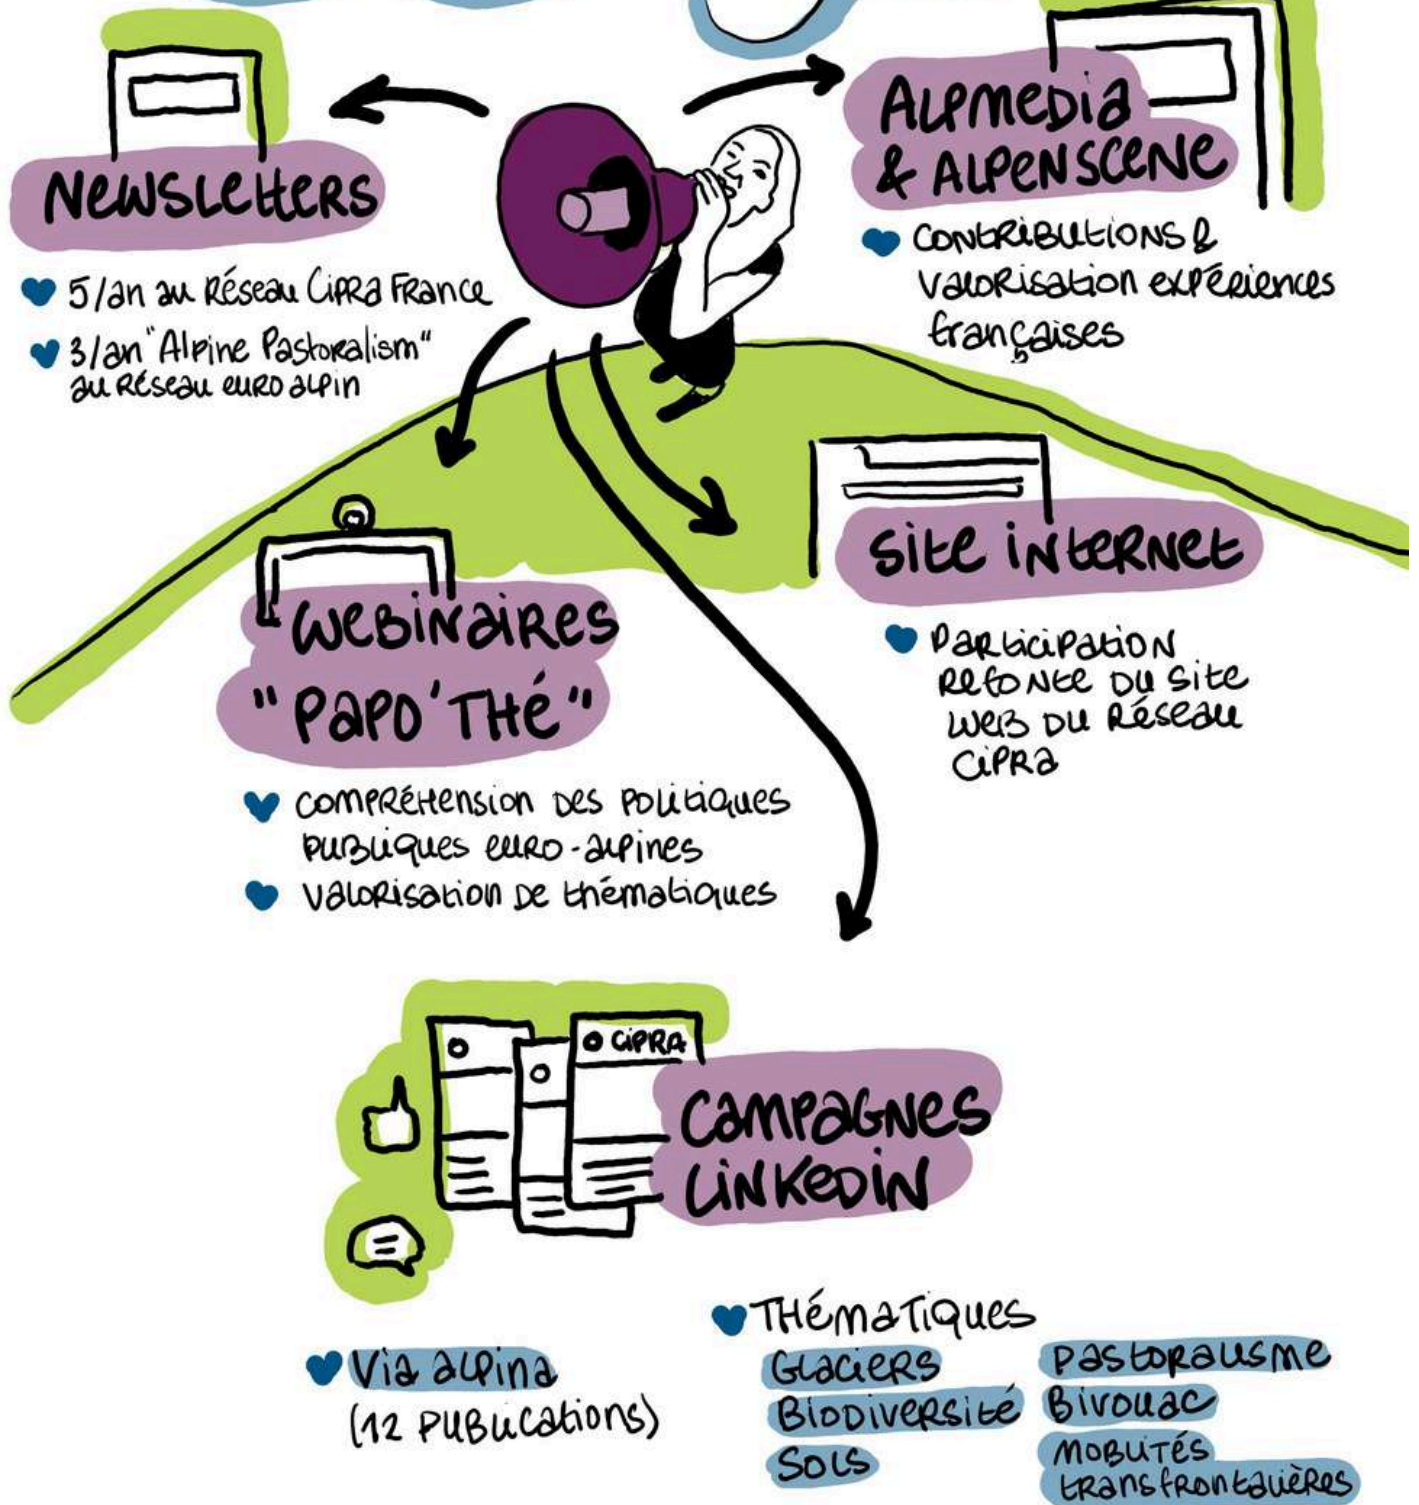 Newsletters
5/an au Réseau Cipra France
3/an "Alpine Pastoralism"
au Réseau euro alpin
Alpmedia
& Alpenscene
Contributions &
valorisation expériences
françaises
Site internet
Participation
refonte du site
web du Réseau
Cipra
Webinaires
"Papo'Thé"
Compréhension des politiques
publiques euro-alpines
Valorisation de thématiques
CIPRA
Campagnes
Linkedin
Via alpina
(12 publications)
Thématiques
Glaciers
Biodiversité
Sols
Pastoralisme
Bivouac
Moblités
transfrontalières